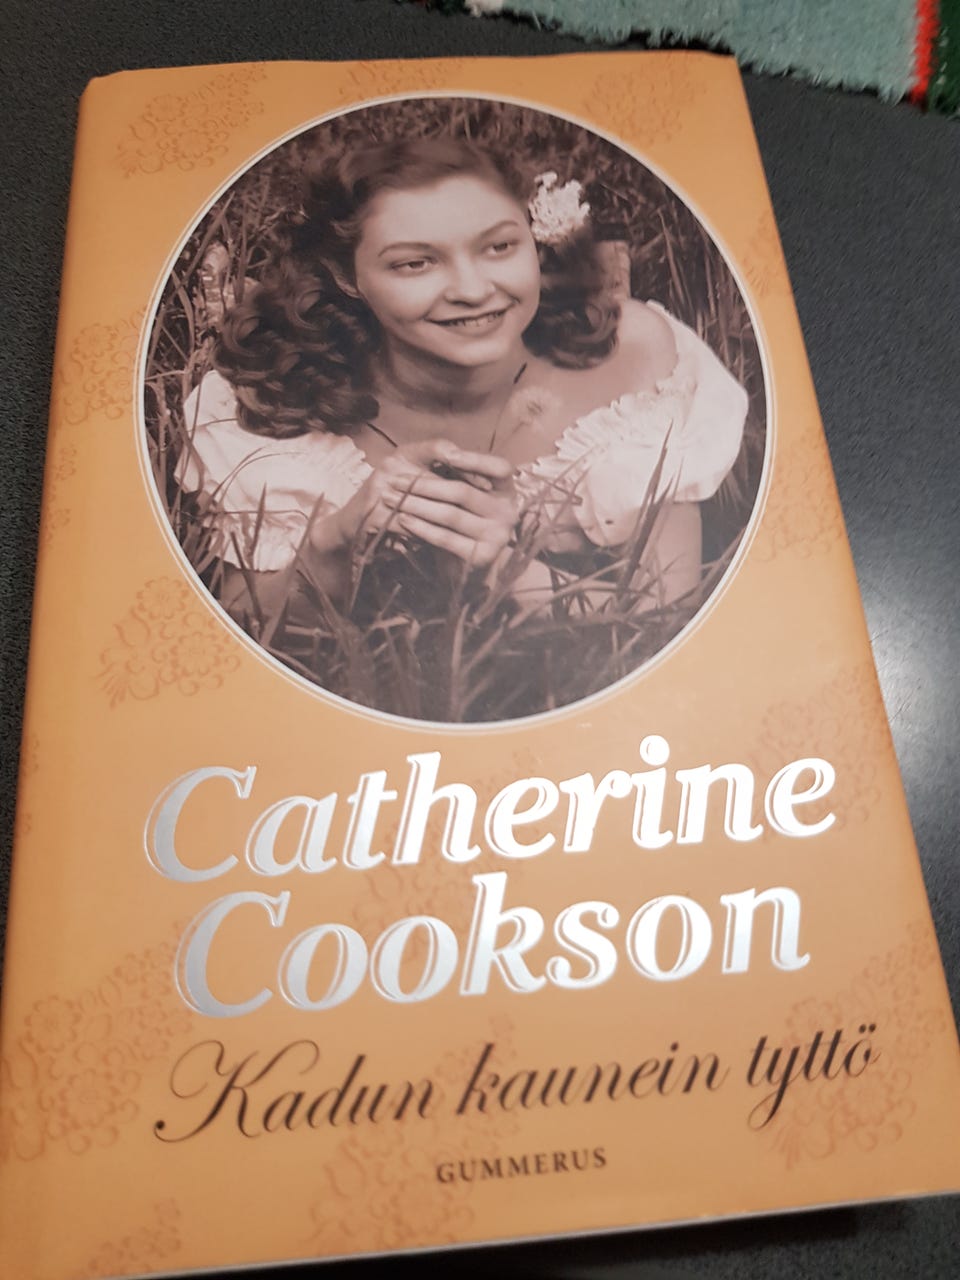 Catherine
Cookson
Kadun kaunein tyttö
GUMMERUS